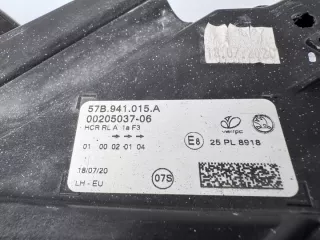 57B.941.015.A
00205037-06
HCR RL A 1a F3
01 00 02-01 04
E8
25 PL 8918
18/07/20
LH - EU
07S